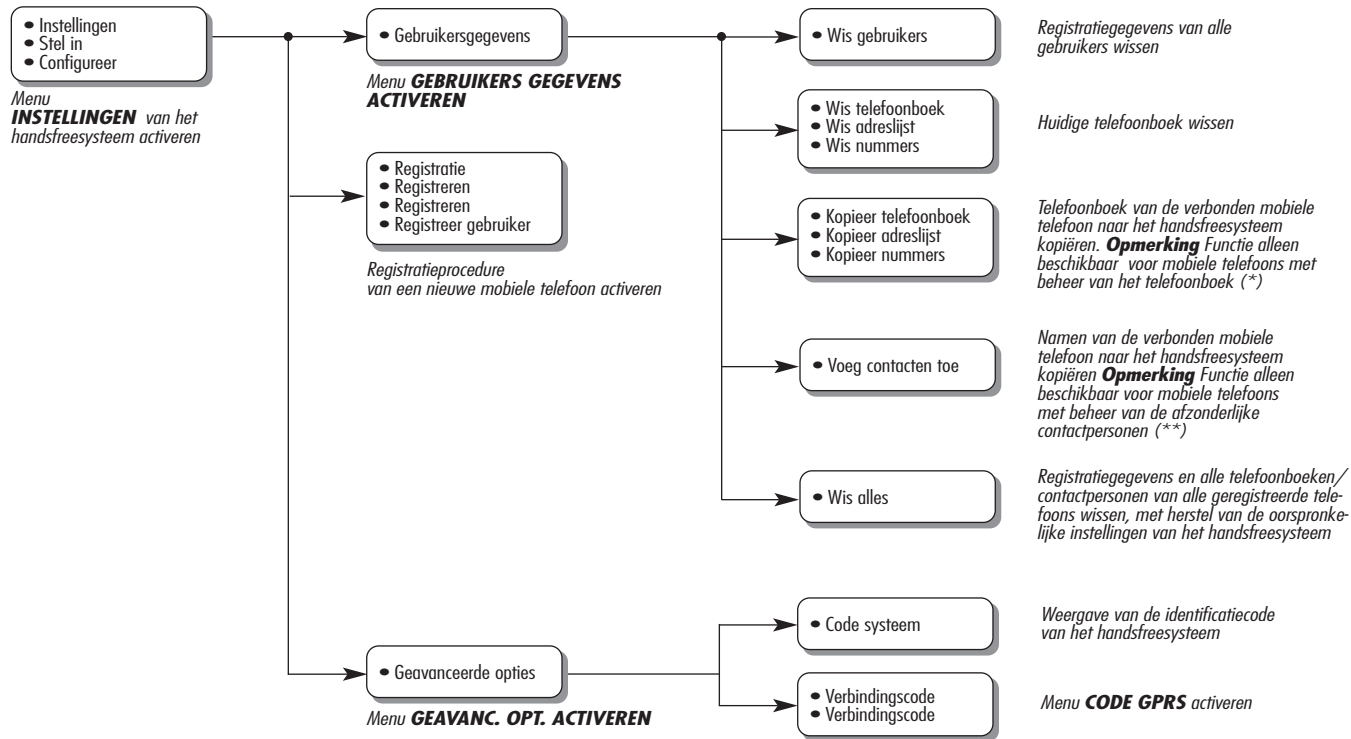 • Instellingen
• Stel in
• Configureer
Menu
INSTELLINGEN van het
handsfreesysteem activeren
• Gebruikersgegevens
Menu GEBRUIKERS GEGEVENS
ACTIVEREN
• Registratie
• Registreren
• Registreren
• Registreer gebruiker
Registratieprocedure
van een nieuwe mobiele telefoon activeren
• Geavanceerde opties
Menu GEAVANC. OPT. ACTIVEREN
• Wis gebruikers
Registratiegegevens van alle
gebruikers wissen
• Wis telefoonboek
• Wis adreslijst
• Wis nummers
Huidige telefoonboek wissen
• Kopieer telefoonboek
• Kopieer adreslijst
• Kopieer nummers
Telefoonboek van de verbonden mobiele
telefoon naar het handsfreesysteem
kopiëren. Opmerking Functie alleen
beschikbaar voor mobiele telefoons met
beheer van het telefoonboek (*)
• Voeg contacten toe
Namen van de verbonden mobiele
telefoon naar het handsfreesysteem
kopiëren Opmerking Functie alleen
beschikbaar voor mobiele telefoons
met beheer van de afzonderlijke
contactpersonen (**)
• Wis alles
Registratiegegevens en alle telefoonboeken/
contactpersonen van alle geregistreerde tele-
foons wissen, met herstel van de oorspronke-
lijke instellingen van het handsfreesysteem
• Code systeem
Weergave van de identificatiecode
van het handsfreesysteem
• Verbindingscode
• Verbindingscode
Menu CODE GPRS activeren